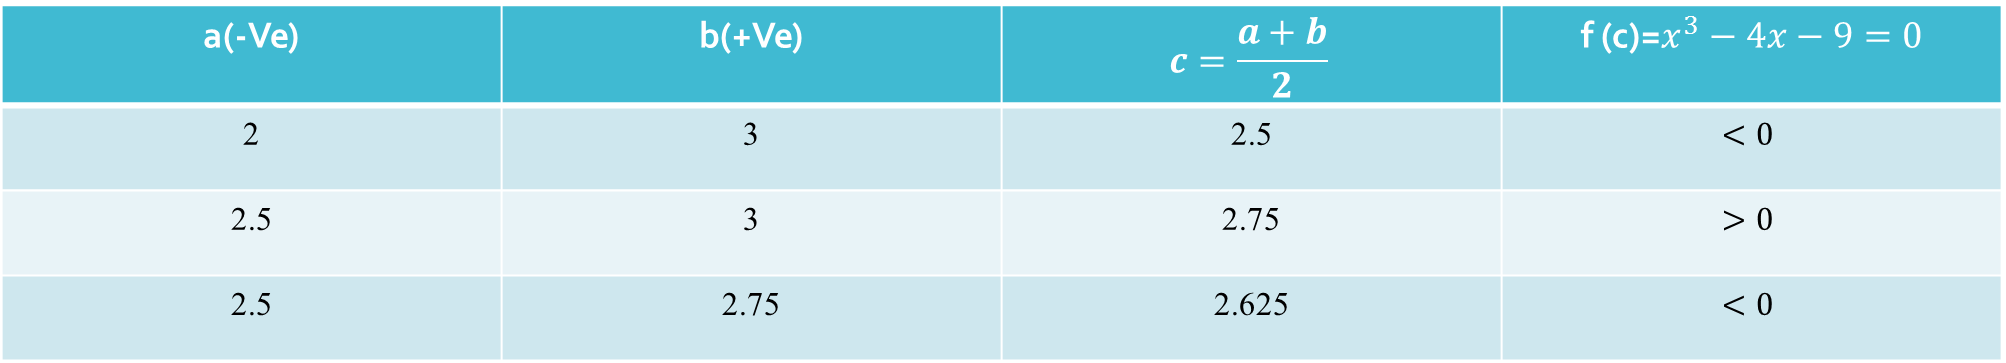 a(-Ve) b(+Ve) c = (a + b)/2 f (c)=x³ − 4x − 9 = 0
2 3 2.5 < 0
2.5 3 2.75 > 0
2.5 2.75 2.625 < 0